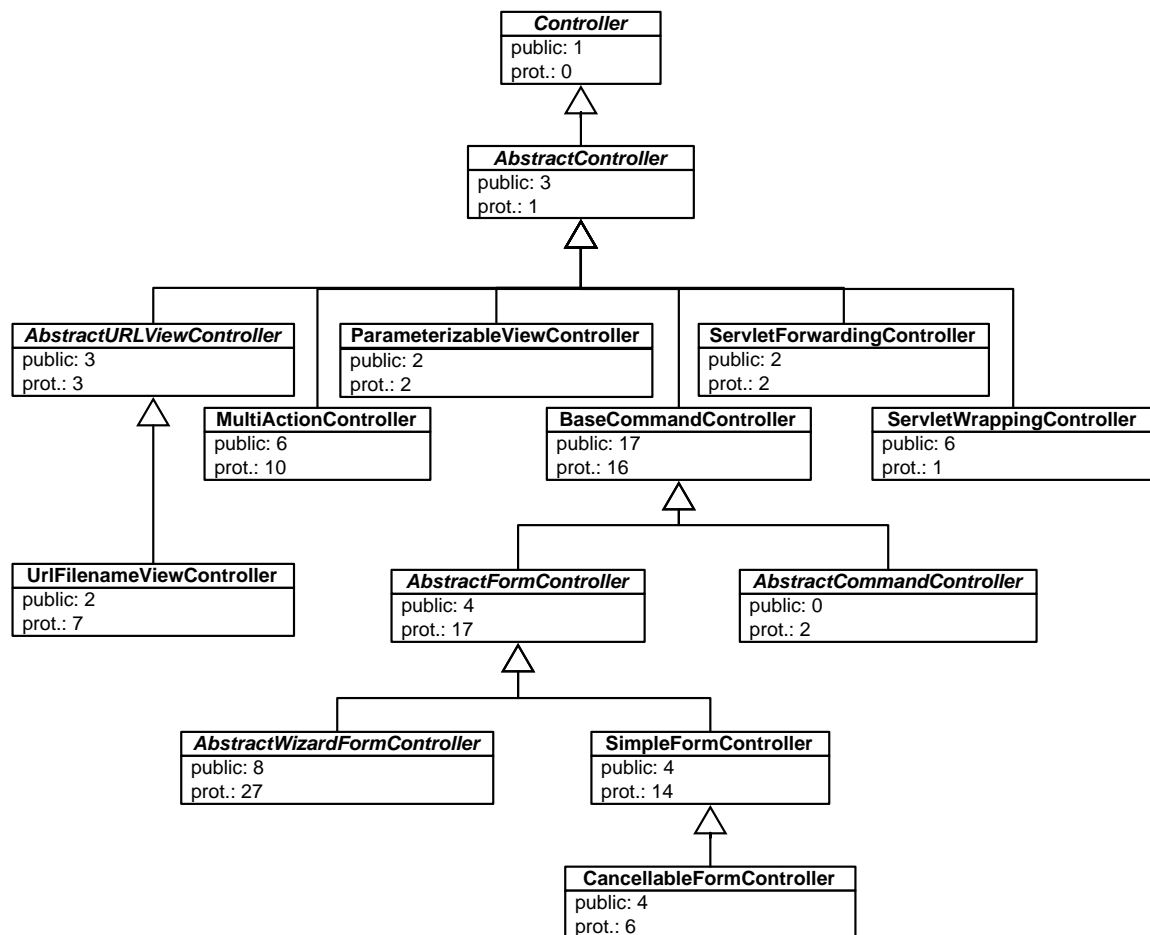 Controller
public: 1
prot.: 0
AbstractController
public: 3
prot.: 1
AbstractURLViewController
public: 3
prot.: 3
ParameterizableViewController
public: 2
prot.: 2
ServletForwardingController
public: 2
prot.: 2
MultiActionController
public: 6
prot.: 10
BaseCommandController
public: 17
prot.: 16
ServletWrappingController
public: 6
prot.: 1
UrlFilenameViewController
public: 2
prot.: 7
AbstractFormController
public: 4
prot.: 17
AbstractCommandController
public: 0
prot.: 2
AbstractWizardFormController
public: 8
prot.: 27
SimpleFormController
public: 4
prot.: 14
CancellableFormController
public: 4
prot.: 6